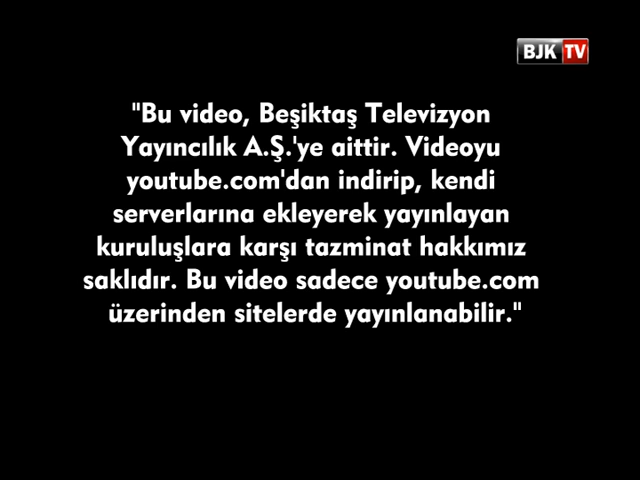 BJK TV
"Bu video, Beşiktaş Televizyon
Yayıncılık A.Ş.'ye aittir. Videoyu
youtube.com'dan indirip, kendi
serverlarına ekleyerek yayınlayan
kuruluşlara karşı tazminat hakkımız
saklıdır. Bu video sadece youtube.com
üzerinden sitelerde yayınlanabilir."